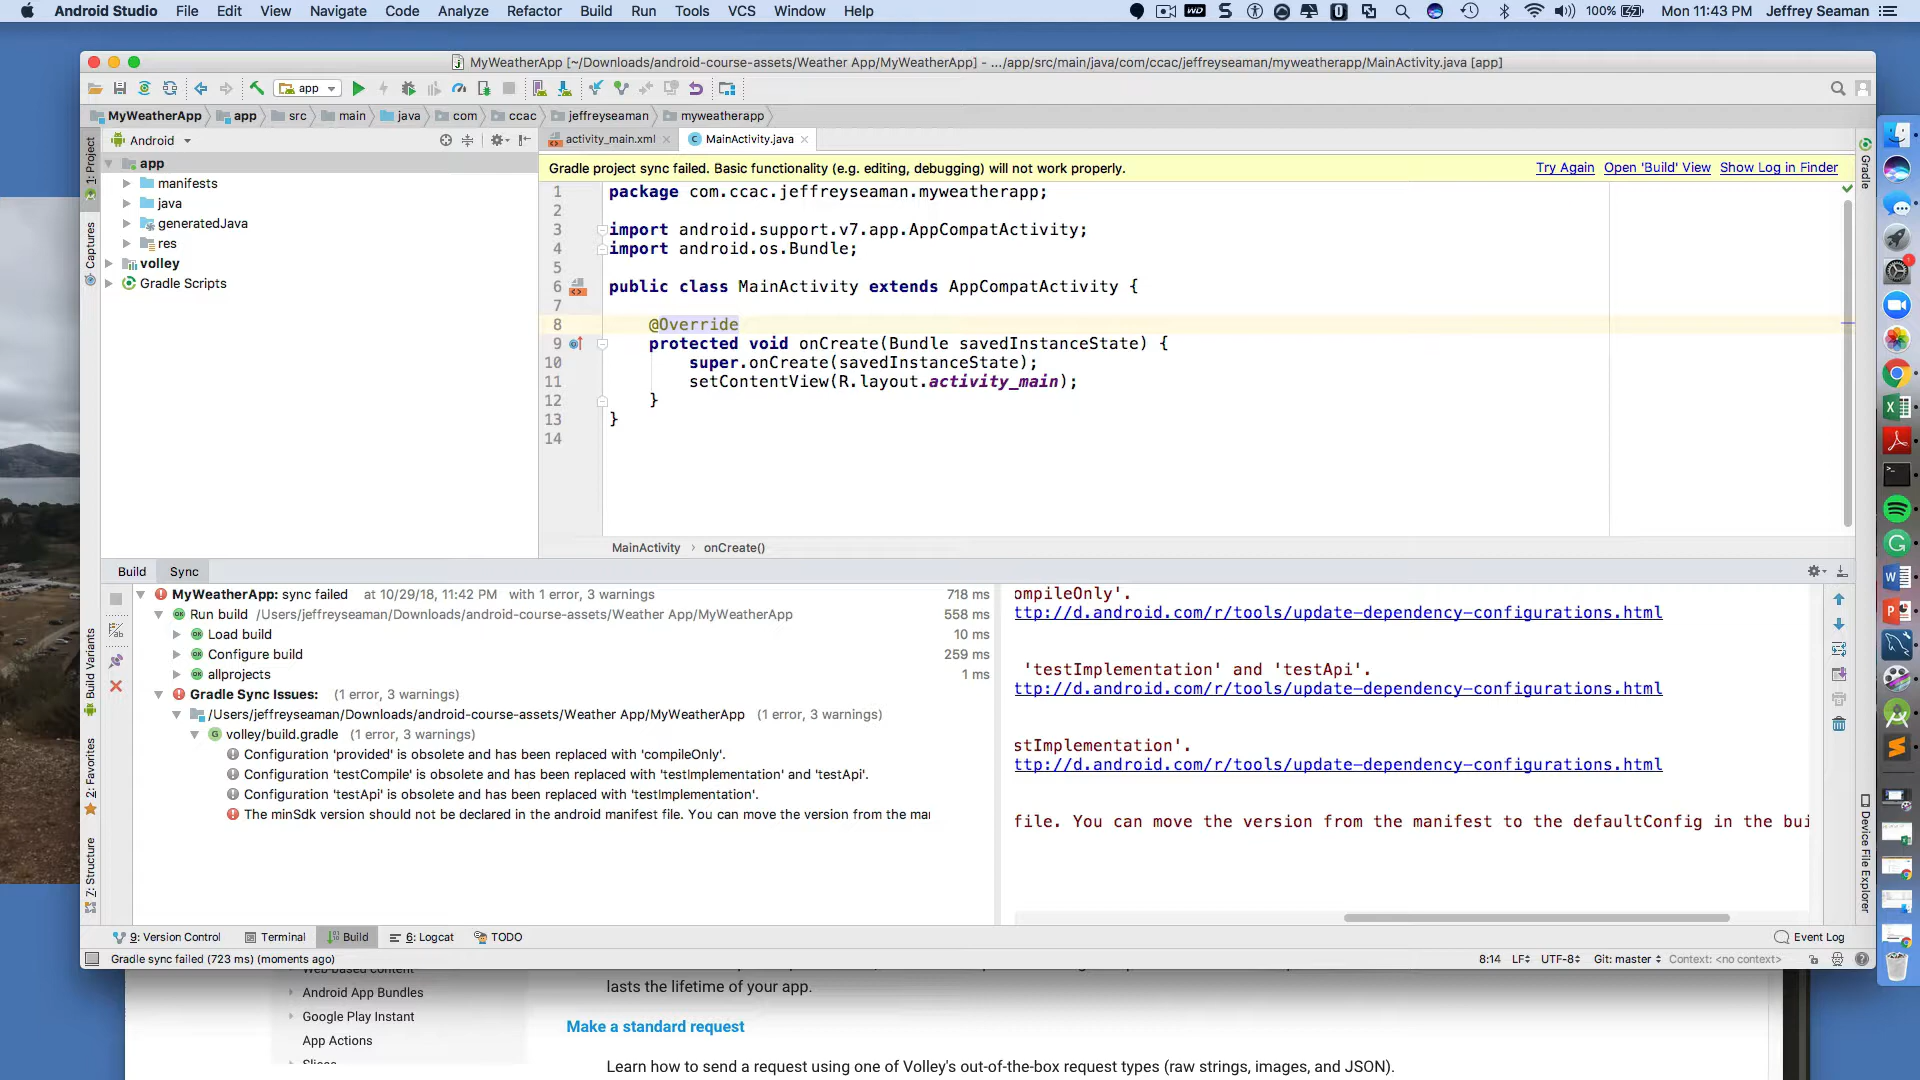 Android Studio File Edit View Navigate Code Analyze Refactor Build Run Tools VCS Window Help
100% Mon 11:43 PM Jeffrey Seaman
MyWeatherApp [~/Downloads/android-course-assets/Weather App/MyWeatherApp] - .../app/src/main/java/com/ccac/jeffreyseaman/myweatherapp/MainActivity.java [app]
app
MyWeatherApp app src main java com ccac jeffreyseaman myweatherapp
Android
activity_main.xml MainActivity.java
Gradle project sync failed. Basic functionality (e.g. editing, debugging) will not work properly. Try Again Open 'Build' View Show Log in Finder
app
manifests
java
generatedJava
res
volley
Gradle Scripts
1 package com.ccac.jeffreyseaman.myweatherapp;
2
3 import android.support.v7.app.AppCompatActivity;
4 import android.os.Bundle;
5
6 public class MainActivity extends AppCompatActivity {
7
8 @Override
9 protected void onCreate(Bundle savedInstanceState) {
10 super.onCreate(savedInstanceState);
11 setContentView(R.layout.activity_main);
12 }
13 }
14
MainActivity › onCreate()
1: Project
Captures
Build Variants
2: Favorites
7: Structure
Gradle
Device File Explorer
Build Sync
MyWeatherApp: sync failed at 10/29/18, 11:42 PM with 1 error, 3 warnings 718 ms
Run build /Users/jeffreyseaman/Downloads/android-course-assets/Weather App/MyWeatherApp 558 ms
Load build 10 ms
Configure build 259 ms
allprojects 1 ms
Gradle Sync Issues: (1 error, 3 warnings)
/Users/jeffreyseaman/Downloads/android-course-assets/Weather App/MyWeatherApp (1 error, 3 warnings)
volley/build.gradle (1 error, 3 warnings)
Configuration 'provided' is obsolete and has been replaced with 'compileOnly'.
Configuration 'testCompile' is obsolete and has been replaced with 'testImplementation' and 'testApi'.
Configuration 'testApi' is obsolete and has been replaced with 'testImplementation'.
The minSdk version should not be declared in the android manifest file. You can move the version from the mai
ompileOnly'.
ttp://d.android.com/r/tools/update-dependency-configurations.html
'testImplementation' and 'testApi'.
ttp://d.android.com/r/tools/update-dependency-configurations.html
stImplementation'.
ttp://d.android.com/r/tools/update-dependency-configurations.html
file. You can move the version from the manifest to the defaultConfig in the bui
9: Version Control Terminal Build 6: Logcat TODO Event Log
Gradle sync failed (723 ms) (moments ago) 8:14 LF UTF-8 Git: master Context: <no context>
Web based content
Android App Bundles
Google Play Instant
App Actions
Slices
lasts the lifetime of your app.
Make a standard request
Learn how to send a request using one of Volley's out-of-the-box request types (raw strings, images, and JSON).